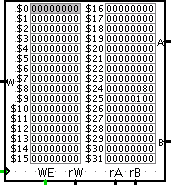 $0 00000000 $16 00000000
$1 00000000 $17 00000000
$2 00000000 $18 00000000
$3 00000000 $19 00000000
$4 00000000 $20 00000000
$5 00000000 $21 00000000
$6 00000000 $22 00000000
$7 00000000 $23 00000000
$8 00000000 $24 00000080
$9 00000000 $25 00000100
$10 00000000 $26 00000000
$11 00000000 $27 00000000
$12 00000000 $28 00000000
$13 00000000 $29 00000000
$14 00000000 $30 00000000
$15 00000000 $31 00000000
A
W
B
WE rW rA rB